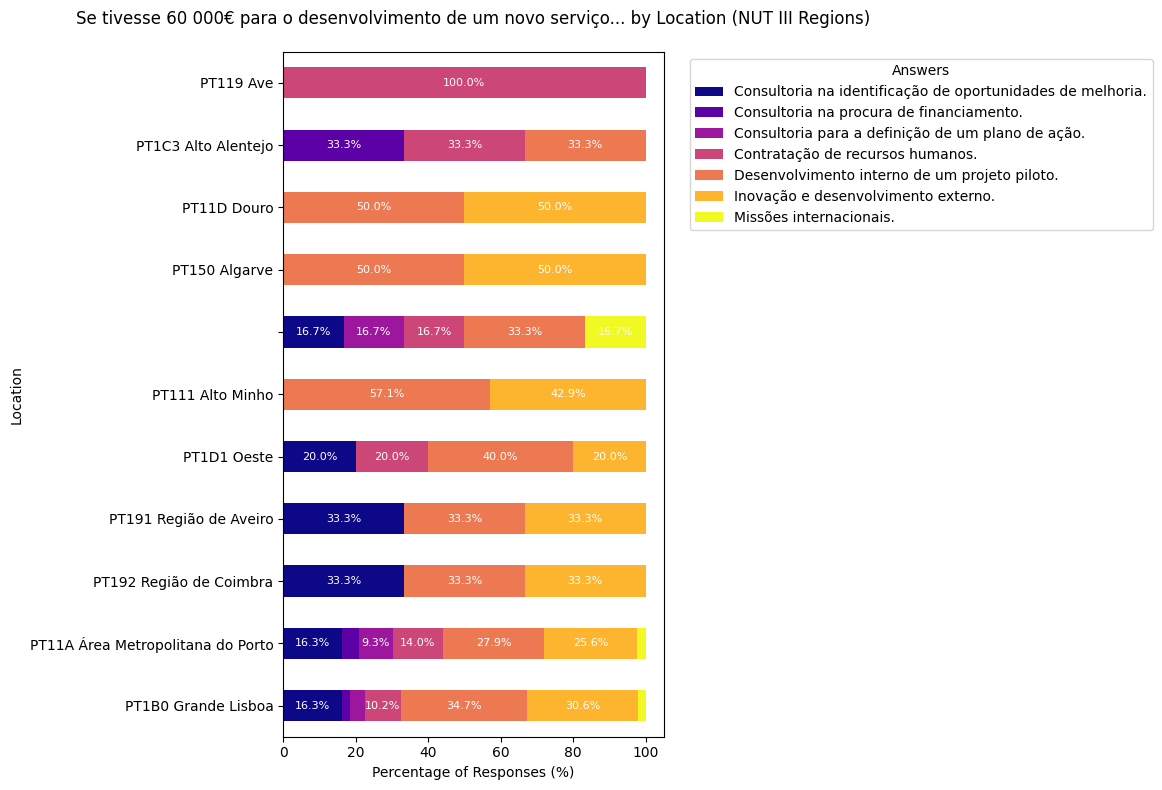 Se tivesse 60 000€ para o desenvolvimento de um novo serviço... by Location (NUT III Regions)
Answers
Consultoria na identificação de oportunidades de melhoria.
Consultoria na procura de financiamento.
Consultoria para a definição de um plano de ação.
Contratação de recursos humanos.
Desenvolvimento interno de um projeto piloto.
Inovação e desenvolvimento externo.
Missões internacionais.
Location
PT119 Ave 100.0%
PT1C3 Alto Alentejo 33.3% 33.3% 33.3%
PT11D Douro 50.0% 50.0%
PT150 Algarve 50.0% 50.0%
16.7% 16.7% 16.7% 33.3% 16.7%
PT111 Alto Minho 57.1% 42.9%
PT1D1 Oeste 20.0% 20.0% 40.0% 20.0%
PT191 Região de Aveiro 33.3% 33.3% 33.3%
PT192 Região de Coimbra 33.3% 33.3% 33.3%
PT11A Área Metropolitana do Porto 16.3% 9.3% 14.0% 27.9% 25.6%
PT1B0 Grande Lisboa 16.3% 10.2% 34.7% 30.6%
0 20 40 60 80 100
Percentage of Responses (%)